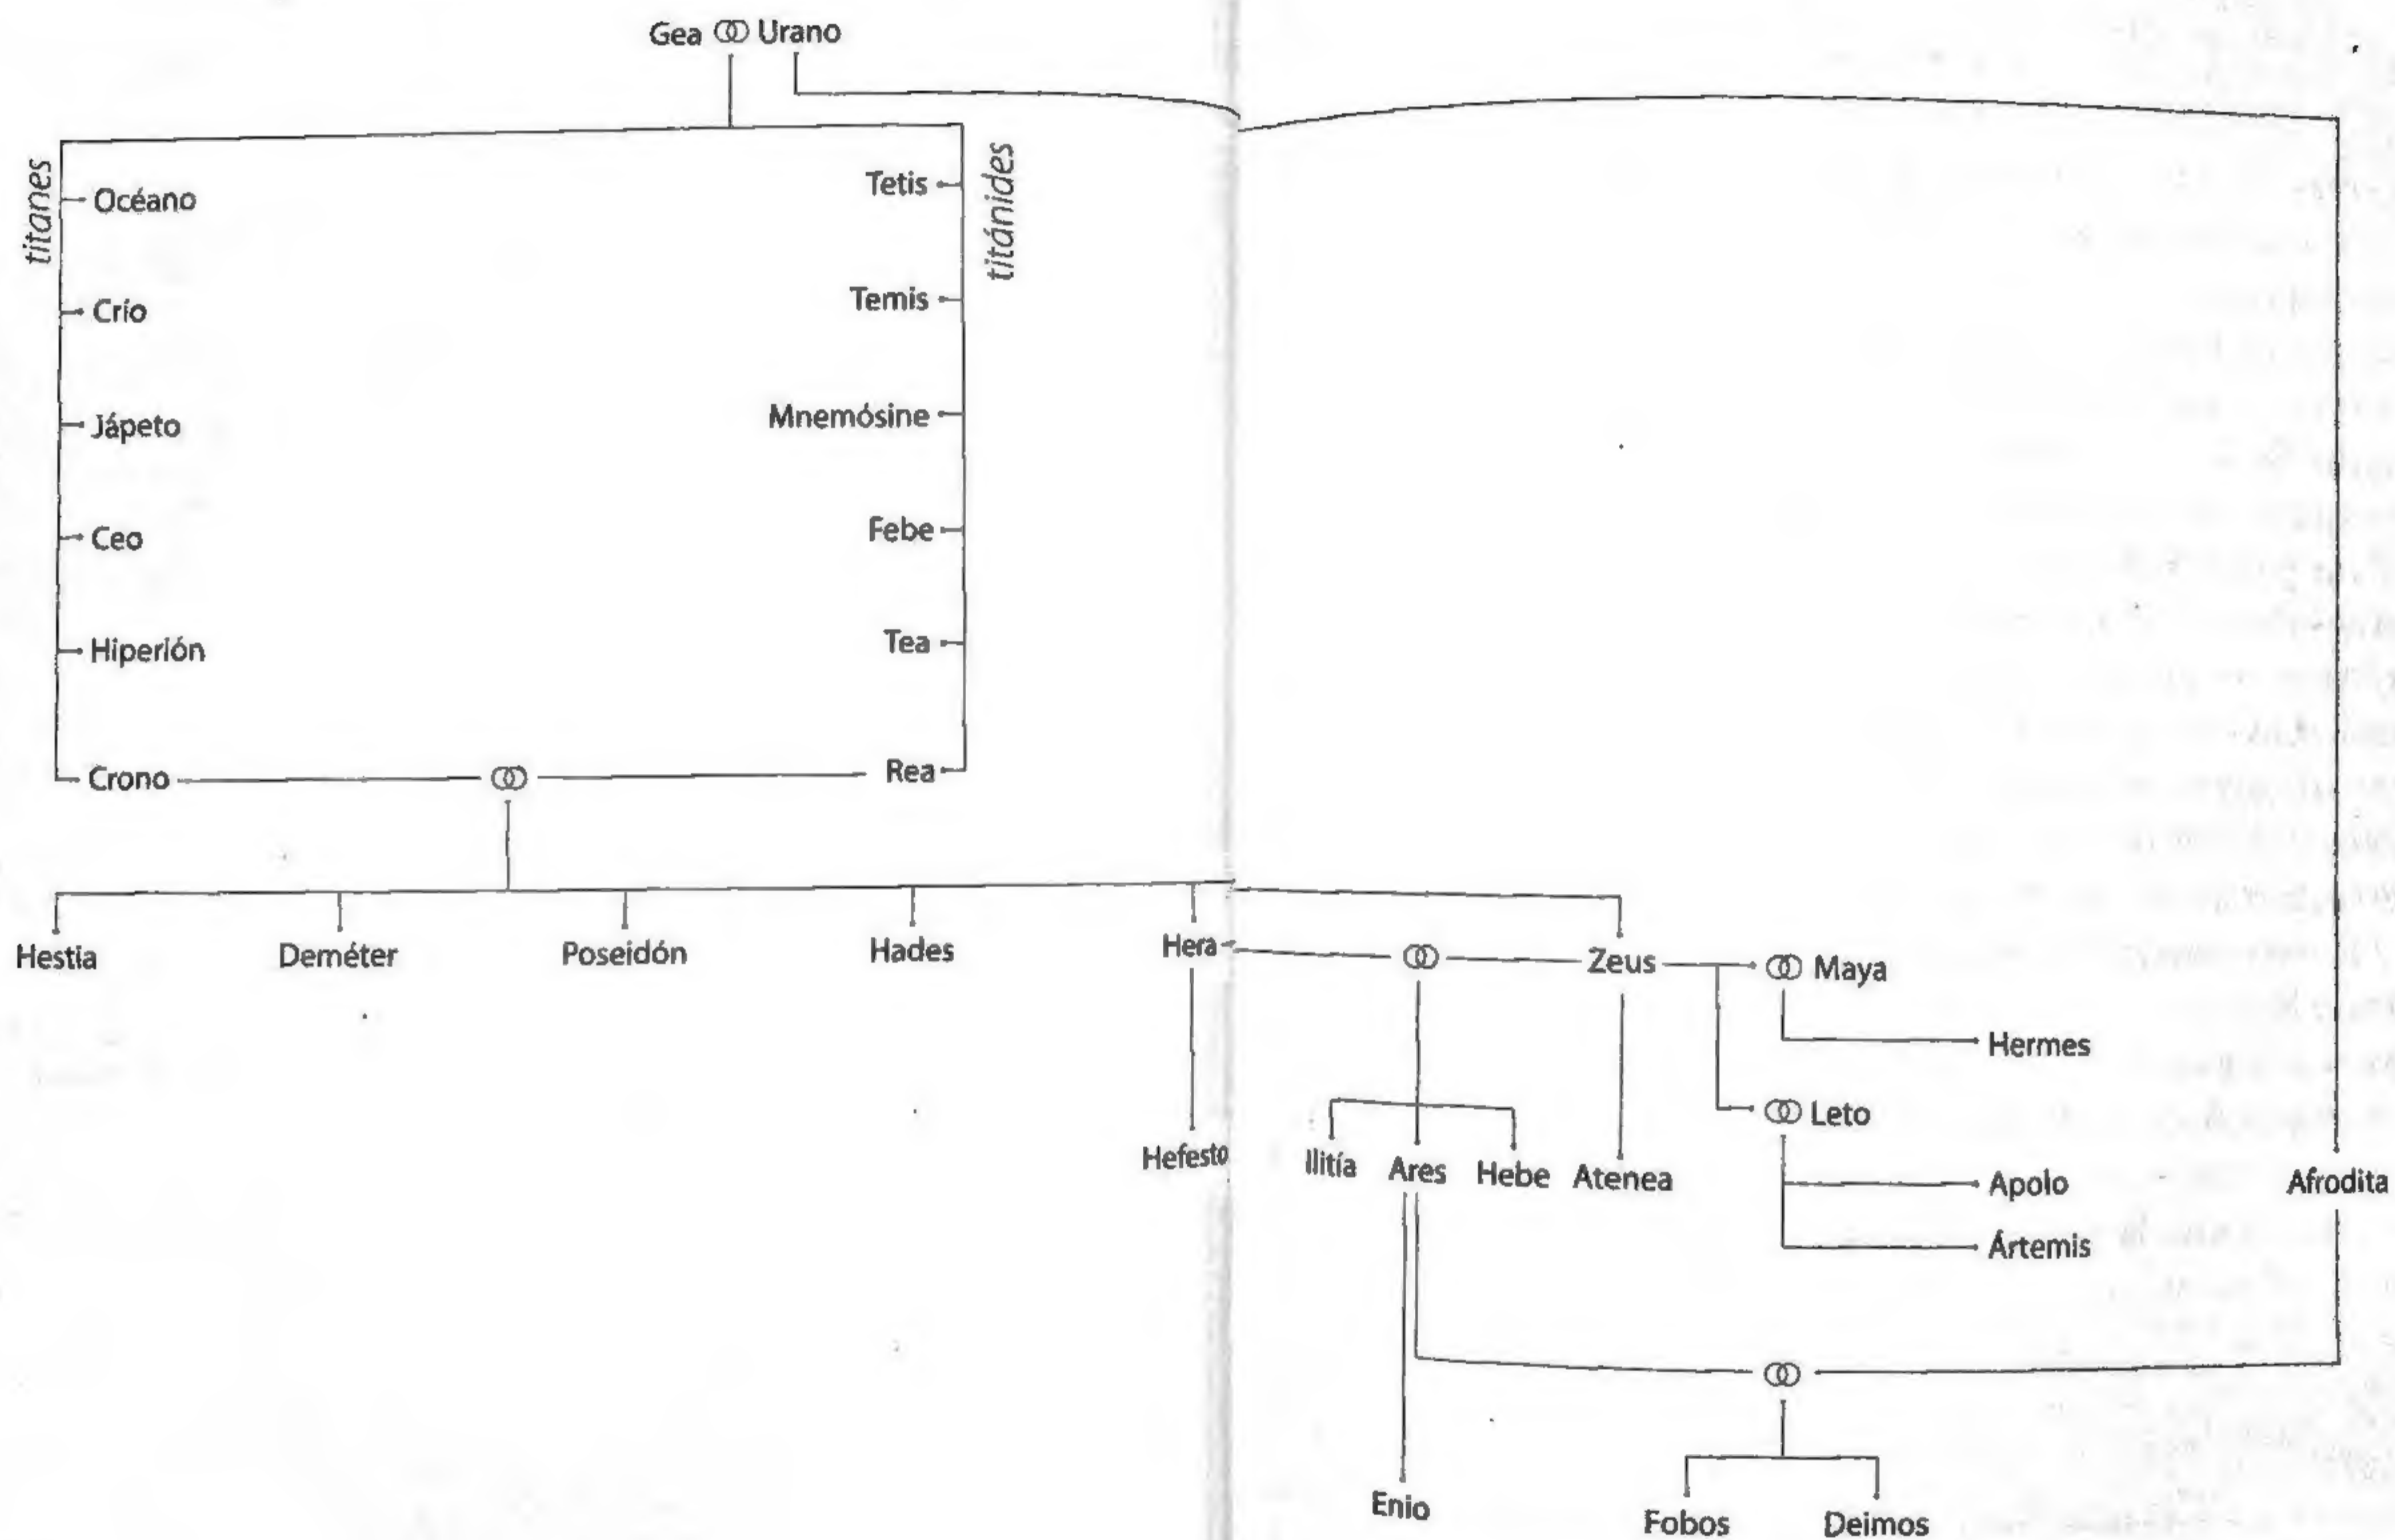 Gea Urano
titanes
titánides
Océano
Tetis
Crío
Temis
Jápeto
Mnemósine
Ceo
Febe
Hiperión
Tea
Crono
Rea
Hestia
Deméter
Poseidón
Hades
Hera
Zeus
Maya
Hermes
Leto
Hefesto
Ilitía
Ares
Hebe
Atenea
Apolo
Afrodita
Ártemis
Enio
Fobos
Deimos